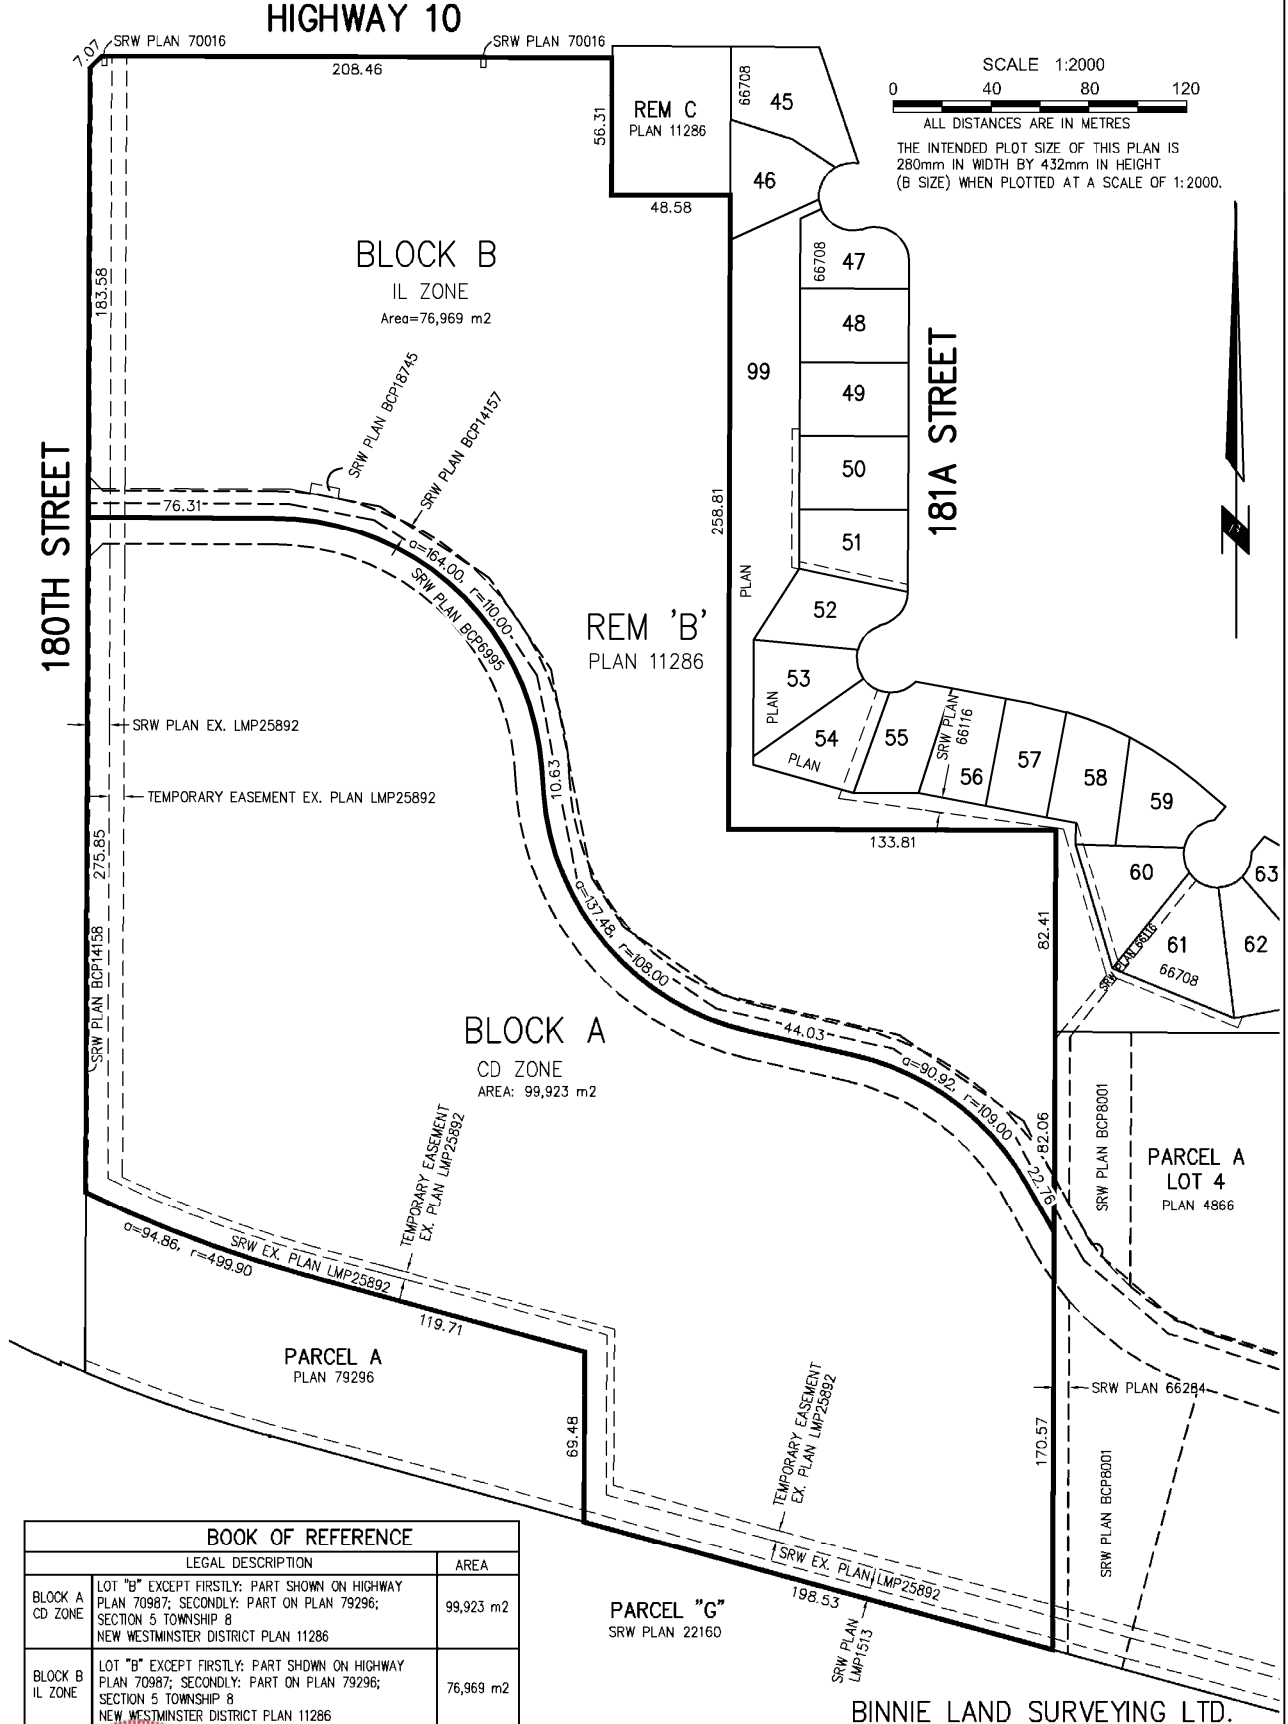 HIGHWAY 10
7.07
SRW PLAN 70016
SRW PLAN 70016
208.46
56.31
REM C
PLAN 11286
48.58
66708
45
46
SCALE 1:2000
0 40 80 120
ALL DISTANCES ARE IN METRES
THE INTENDED PLOT SIZE OF THIS PLAN IS
280mm IN WIDTH BY 432mm IN HEIGHT
(B SIZE) WHEN PLOTTED AT A SCALE OF 1:2000.
BLOCK B
IL ZONE
Area=76,969 m2
183.58
66708
47
48
99
49
50
51
181A STREET
SRW PLAN BCP18745
SRW PLAN BCP14157
180TH STREET
76.31
a=164.00, r=110.00
SRW PLAN BCP6995
258.81
PLAN
REM 'B'
PLAN 11286
52
53
PLAN
54
PLAN
55
SRW PLAN
66116
56
57
58
59
SRW PLAN EX. LMP25892
TEMPORARY EASEMENT EX. PLAN LMP25892
10.63
133.81
275.85
60
63
SRW PLAN BCP14158
a=137.48, r=108.00
82.41
SRW PLAN 66116
61
66708
62
BLOCK A
CD ZONE
AREA: 99,923 m2
44.03
a=90.92, r=109.00
82.06
22.76
SRW PLAN BCP8001
PARCEL A
LOT 4
PLAN 4866
TEMPORARY EASEMENT
EX. PLAN LMP25892
a=94.86, r=499.90
SRW EX. PLAN LMP25892
119.71
PARCEL A
PLAN 79296
69.48
TEMPORARY EASEMENT
EX. PLAN LMP25892
SRW PLAN 66284
170.57
SRW PLAN BCP8001
SRW EX. PLAN LMP25892
198.53
PARCEL "G"
SRW PLAN 22160
SRW PLAN
LMP1513
BOOK OF REFERENCE
LEGAL DESCRIPTION AREA
BLOCK A
CD ZONE
LOT "B" EXCEPT FIRSTLY: PART SHOWN ON HIGHWAY
PLAN 70987; SECONDLY: PART ON PLAN 79296;
SECTION 5 TOWNSHIP 8
NEW WESTMINSTER DISTRICT PLAN 11286
99,923 m2
BLOCK B
IL ZONE
LOT "B" EXCEPT FIRSTLY: PART SHOWN ON HIGHWAY
PLAN 70987; SECONDLY: PART ON PLAN 79296;
SECTION 5 TOWNSHIP 8
NEW WESTMINSTER DISTRICT PLAN 11286
76,969 m2
BINNIE LAND SURVEYING LTD.